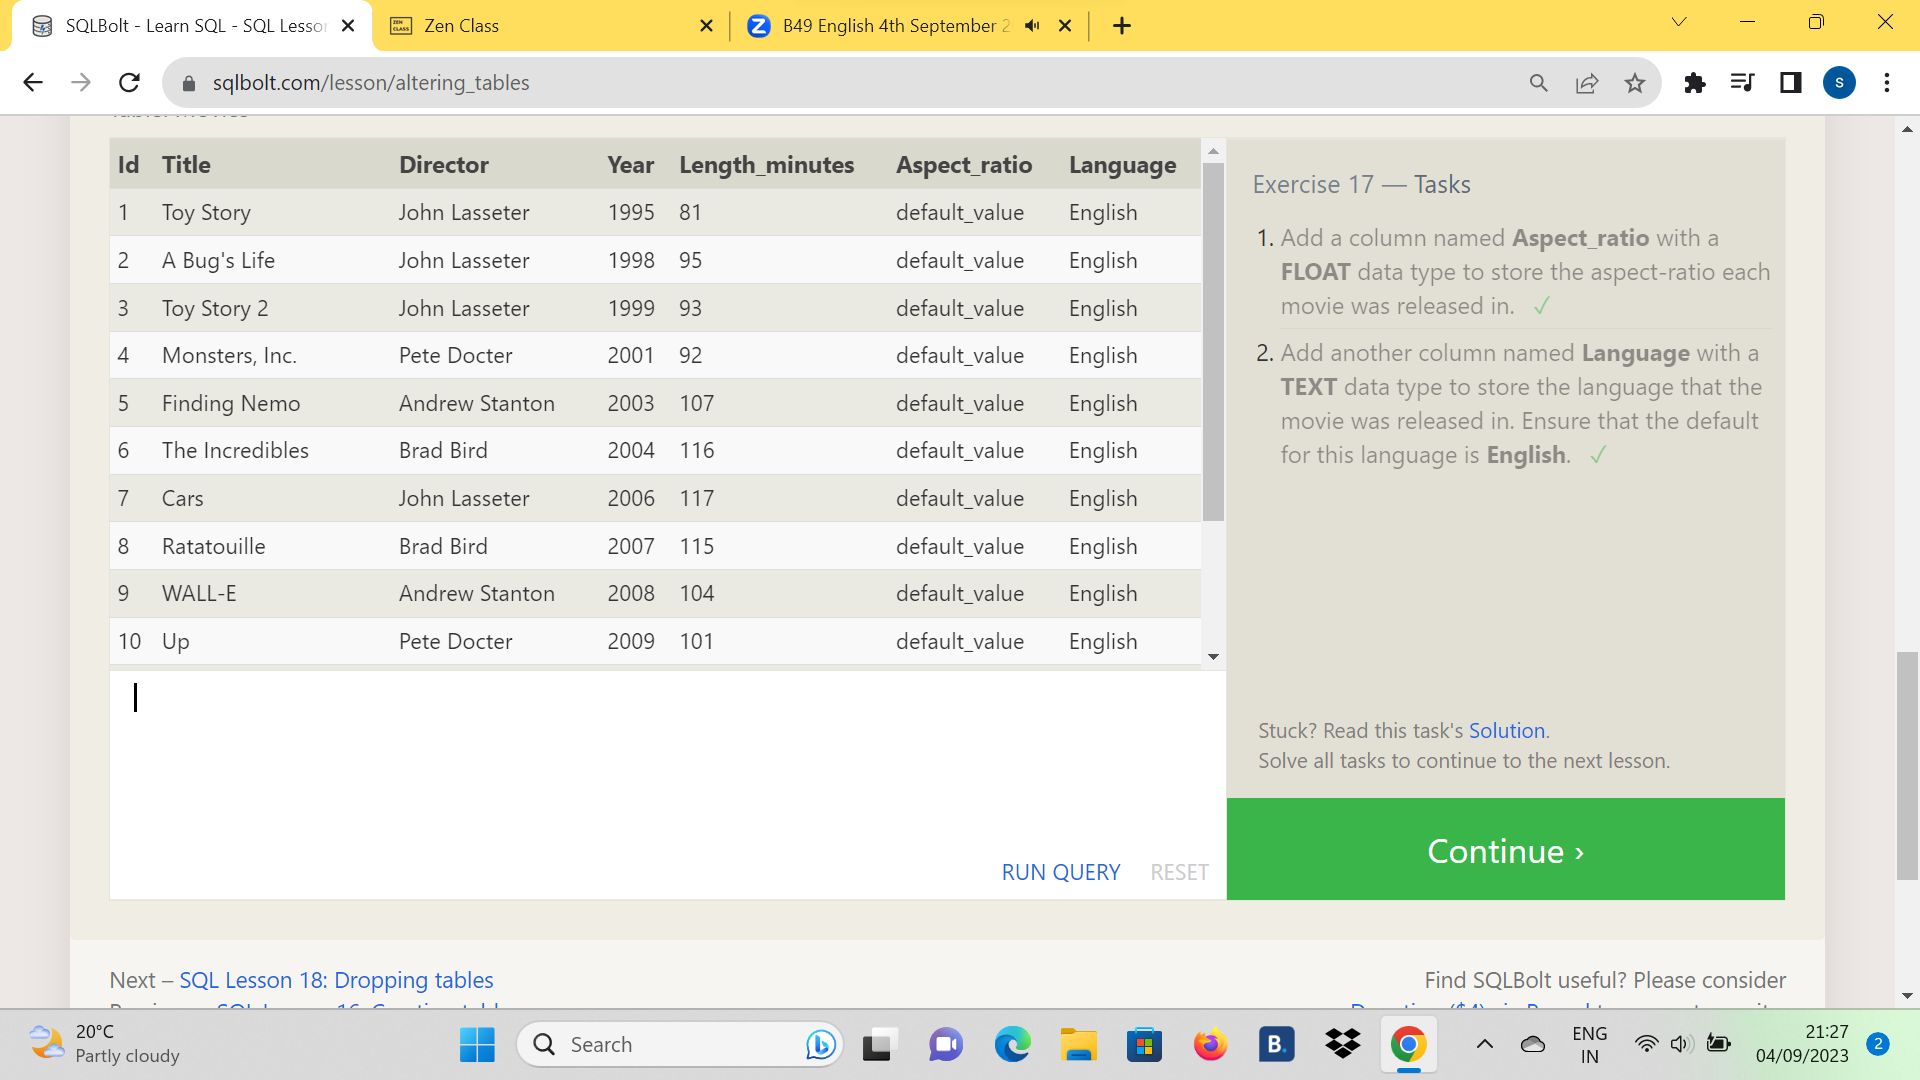 SQLBolt - Learn SQL - SQL Lesson
Zen Class
B49 English 4th September 2
sqlbolt.com/lesson/altering_tables
S
Id Title Director Year Length_minutes Aspect_ratio Language
1 Toy Story John Lasseter 1995 81 default_value English
2 A Bug's Life John Lasseter 1998 95 default_value English
3 Toy Story 2 John Lasseter 1999 93 default_value English
4 Monsters, Inc. Pete Docter 2001 92 default_value English
5 Finding Nemo Andrew Stanton 2003 107 default_value English
6 The Incredibles Brad Bird 2004 116 default_value English
7 Cars John Lasseter 2006 117 default_value English
8 Ratatouille Brad Bird 2007 115 default_value English
9 WALL-E Andrew Stanton 2008 104 default_value English
10 Up Pete Docter 2009 101 default_value English
RUN QUERY RESET
Exercise 17 — Tasks
1. Add a column named Aspect_ratio with a
FLOAT data type to store the aspect-ratio each
movie was released in. ✓
2. Add another column named Language with a
TEXT data type to store the language that the
movie was released in. Ensure that the default
for this language is English. ✓
Stuck? Read this task's Solution.
Solve all tasks to continue to the next lesson.
Continue ›
Next – SQL Lesson 18: Dropping tables
Find SQLBolt useful? Please consider
20°C
Partly cloudy
Search
B.
ENG
IN
21:27
04/09/2023
2